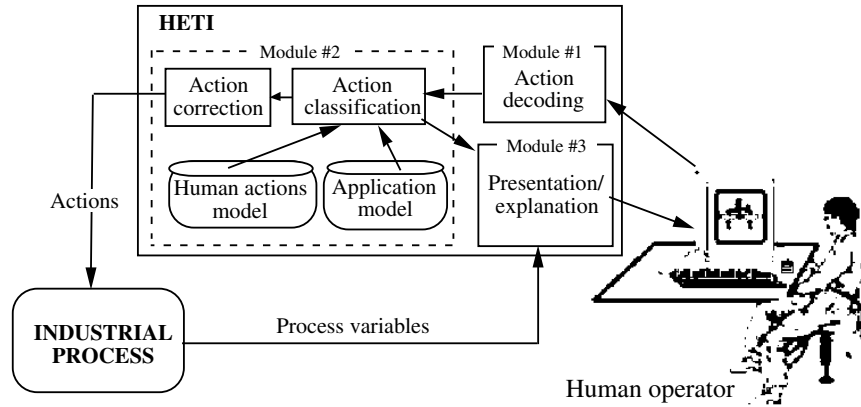 HETI
Module #2
Module #1
Action
correction
Action
classification
Action
decoding
Module #3
Human actions
model
Application
model
Presentation/
explanation
Actions
INDUSTRIAL
PROCESS
Process variables
Human operator